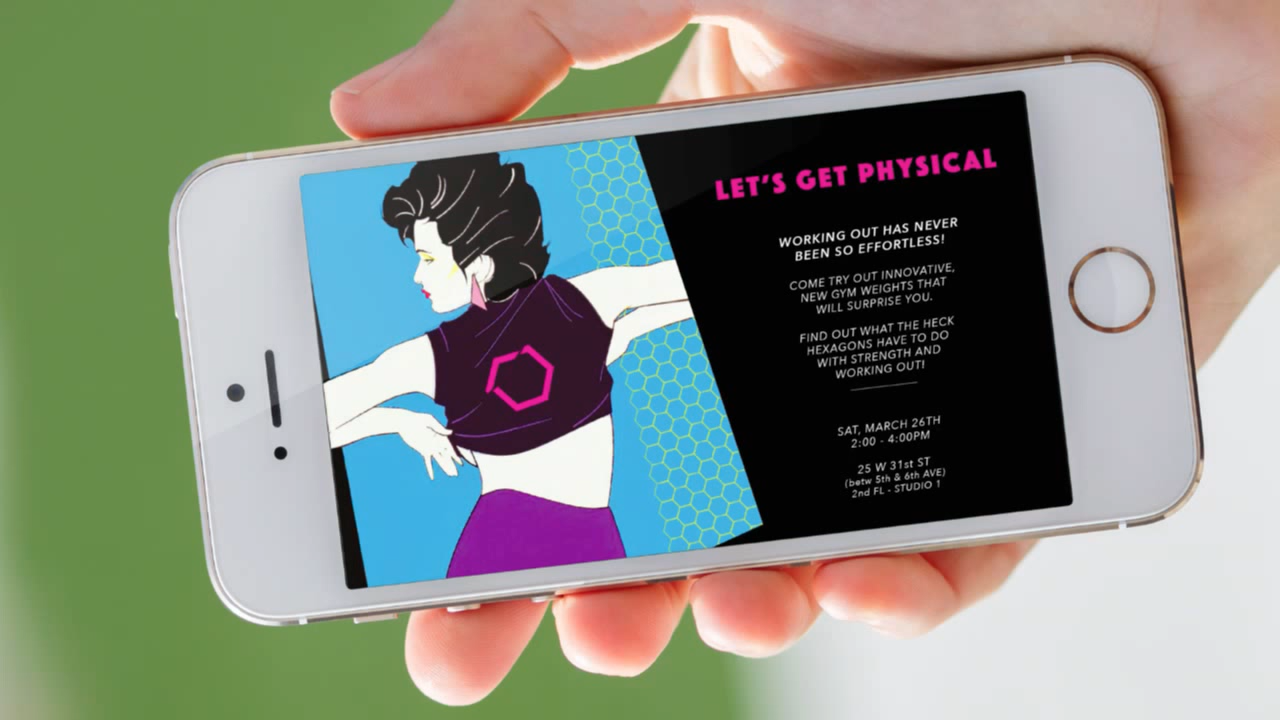 LET'S GET PHYSICAL
WORKING OUT HAS NEVER
BEEN SO EFFORTLESS!
COME TRY OUT INNOVATIVE,
NEW GYM WEIGHTS THAT
WILL SURPRISE YOU.
FIND OUT WHAT THE HECK
HEXAGONS HAVE TO DO
WITH STRENGTH AND
WORKING OUT!
SAT, MARCH 26TH
2:00 - 4:00PM
25 W 31st ST
(betw 5th & 6th AVE)
2nd FL - STUDIO 1